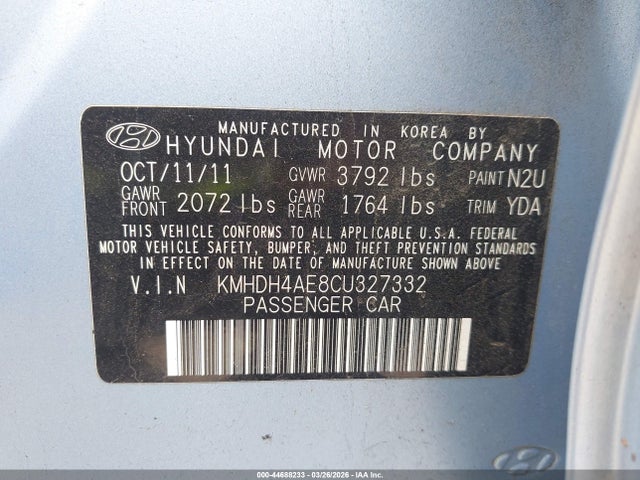 MANUFACTURED IN KOREA BY
HYUNDAI MOTOR COMPANY
OCT/11/11 GVWR 3792 lbs PAINT N2U
GAWR FRONT 2072 lbs GAWR REAR 1764 lbs TRIM YDA
THIS VEHICLE CONFORMS TO ALL APPLICABLE U.S.A. FEDERAL
MOTOR VEHICLE SAFETY, BUMPER, AND THEFT PREVENTION STANDARDS
IN EFFECT ON THE DATE OF MANUFACTURE SHOWN ABOVE
V.I.N KMHDH4AE8CU327332
PASSENGER CAR
000-44688233 - 03/26/2026 - IAA, Inc.